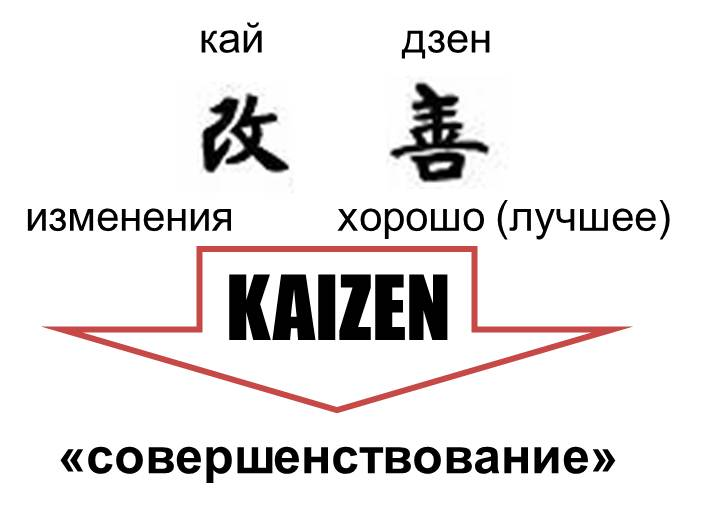 кай дзен
改 善
изменения хорошо (лучшее)
KAIZEN
«совершенствование»